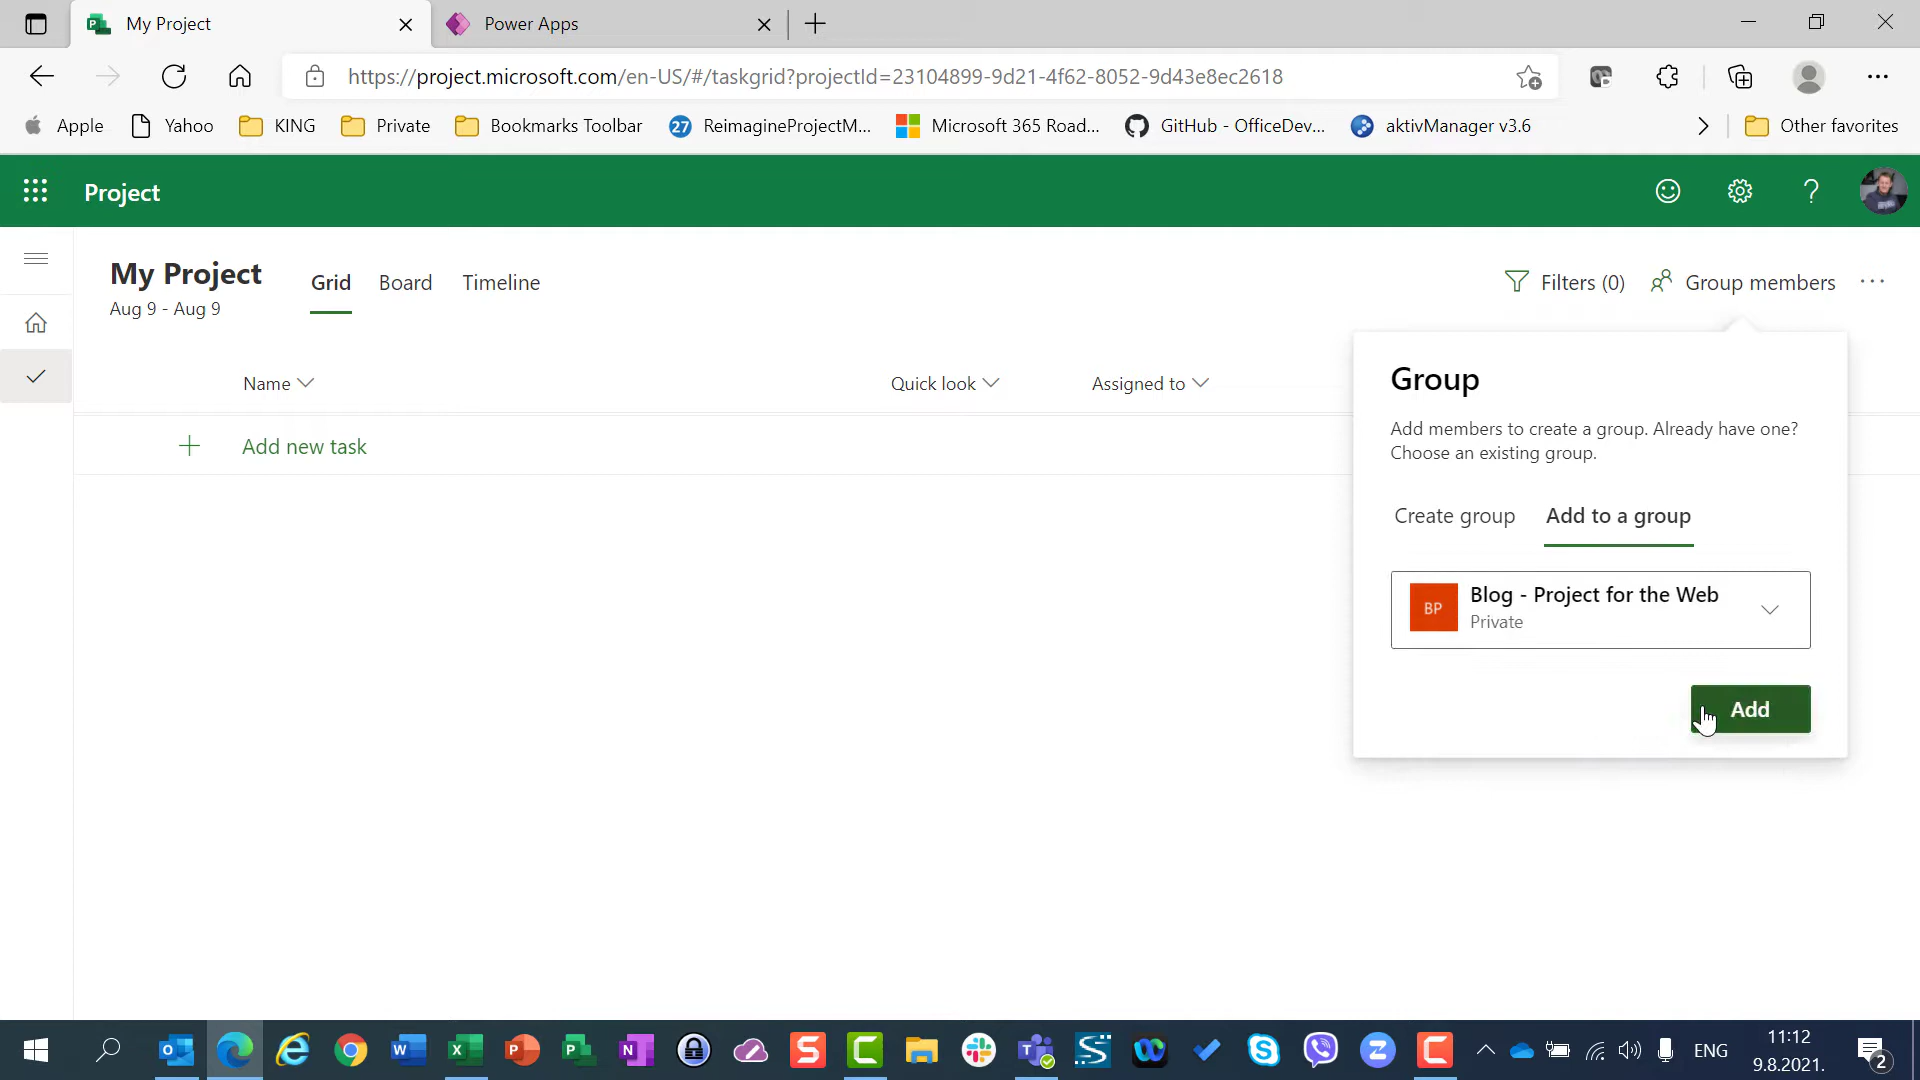 My Project
Power Apps
https://project.microsoft.com/en-US/#/taskgrid?projectId=23104899-9d21-4f62-8052-9d43e8ec2618
Apple
Yahoo
KING
Private
Bookmarks Toolbar
27
ReimagineProjectM...
Microsoft 365 Road...
GitHub - OfficeDev...
aktivManager v3.6
Other favorites
Project
My Project
Aug 9 - Aug 9
Grid
Board
Timeline
Filters (0)
Group members
Name
Quick look
Assigned to
Add new task
Group
Add members to create a group. Already have one?
Choose an existing group.
Create group
Add to a group
BP
Blog - Project for the Web
Private
Add
ENG
11:12
9.8.2021.
2